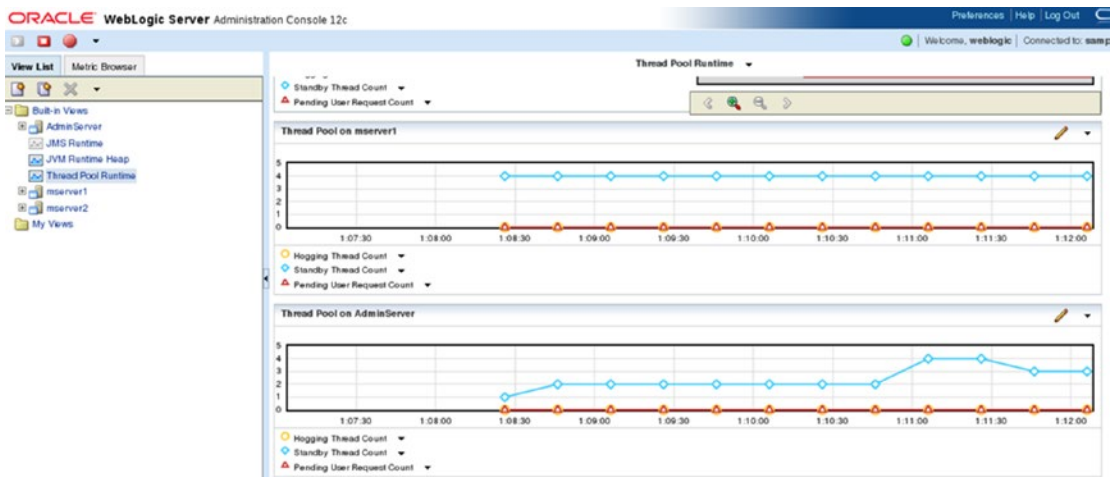 ORACLE WebLogic Server Administration Console 12c
Preferences | Help | Log Out
Welcome, weblogic | Connected to: samp
View List
Metric Browser
Built-in Views
AdminServer
JMS Runtime
JVM Runtime Heap
Thread Pool Runtime
mserver1
mserver2
My Views
Thread Pool Runtime
Standby Thread Count
Pending User Request Count
Thread Pool on mserver1
5
4
3
2
1
0
1:07:30 1:08:00 1:08:30 1:09:00 1:09:30 1:10:00 1:10:30 1:11:00 1:11:30 1:12:00
Hogging Thread Count
Standby Thread Count
Pending User Request Count
Thread Pool on AdminServer
5
4
3
2
1
0
1:07:30 1:08:00 1:08:30 1:09:00 1:09:30 1:10:00 1:10:30 1:11:00 1:11:30 1:12:00
Hogging Thread Count
Standby Thread Count
Pending User Request Count